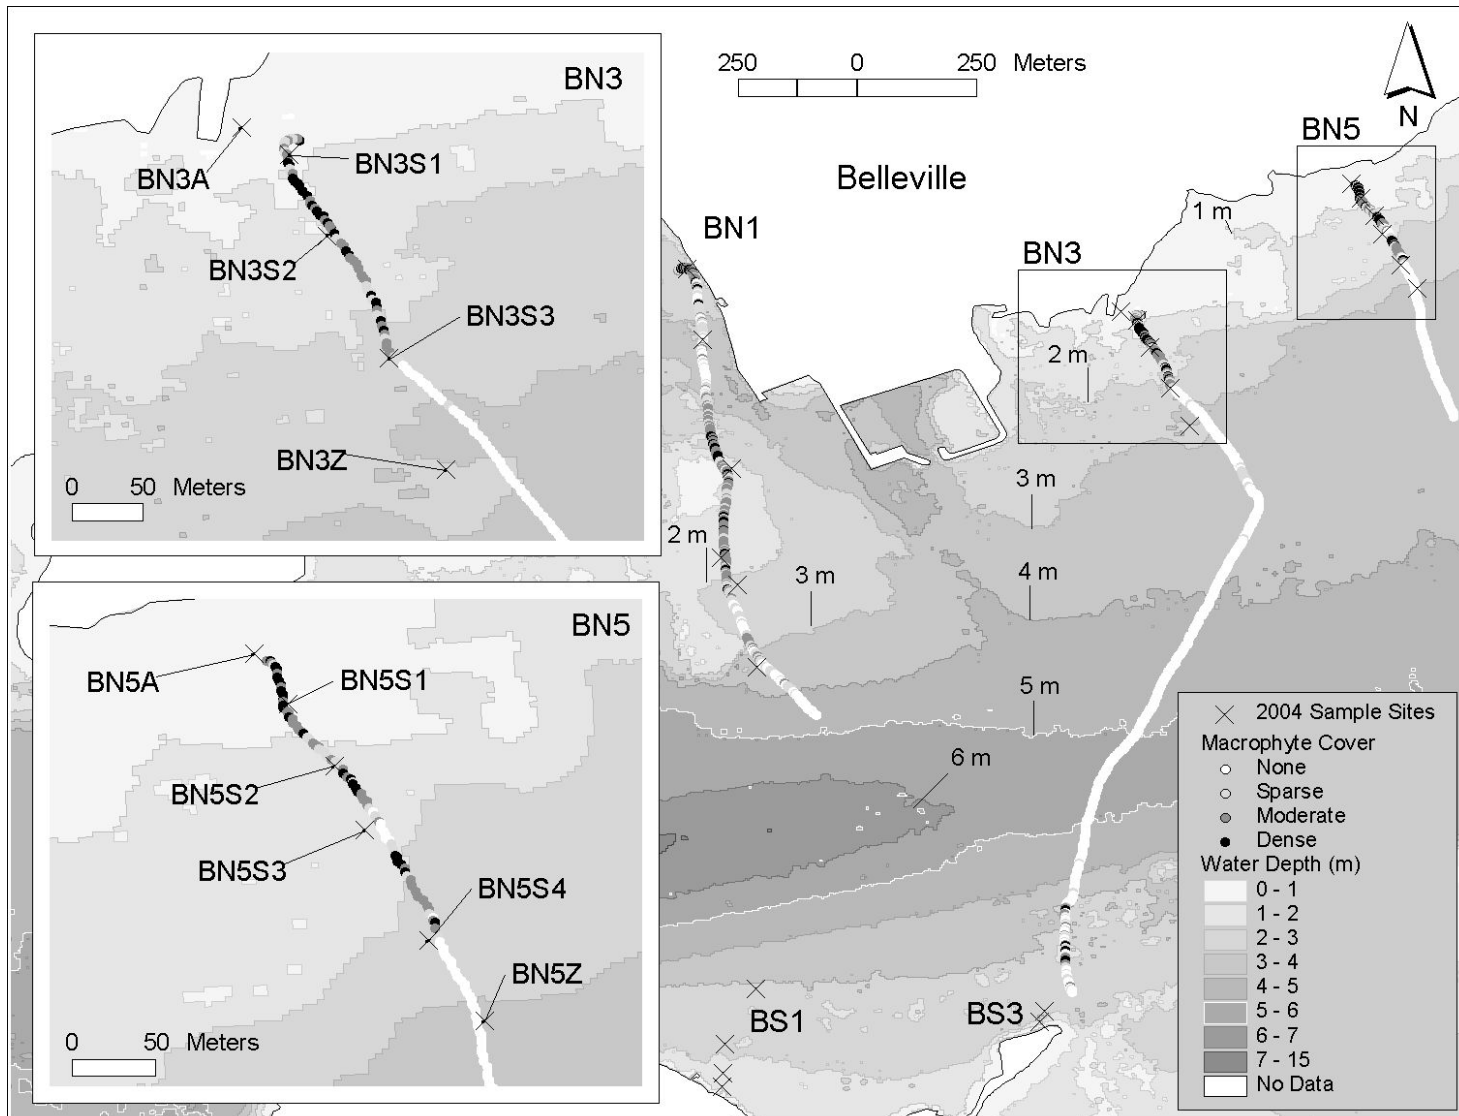 BN3
BN3A
BN3S1
BN3S2
BN3S3
BN3Z
0 50 Meters
BN5
BN5A
BN5S1
BN5S2
BN5S3
BN5S4
BN5Z
0 50 Meters
250 0 250 Meters
N
Belleville
BN1
BN3
BN5
1 m
2 m
3 m
4 m
5 m
6 m
2 m
3 m
BS1
BS3
2004 Sample Sites
Macrophyte Cover
None
Sparse
Moderate
Dense
Water Depth (m)
0 - 1
1 - 2
2 - 3
3 - 4
4 - 5
5 - 6
6 - 7
7 - 15
No Data